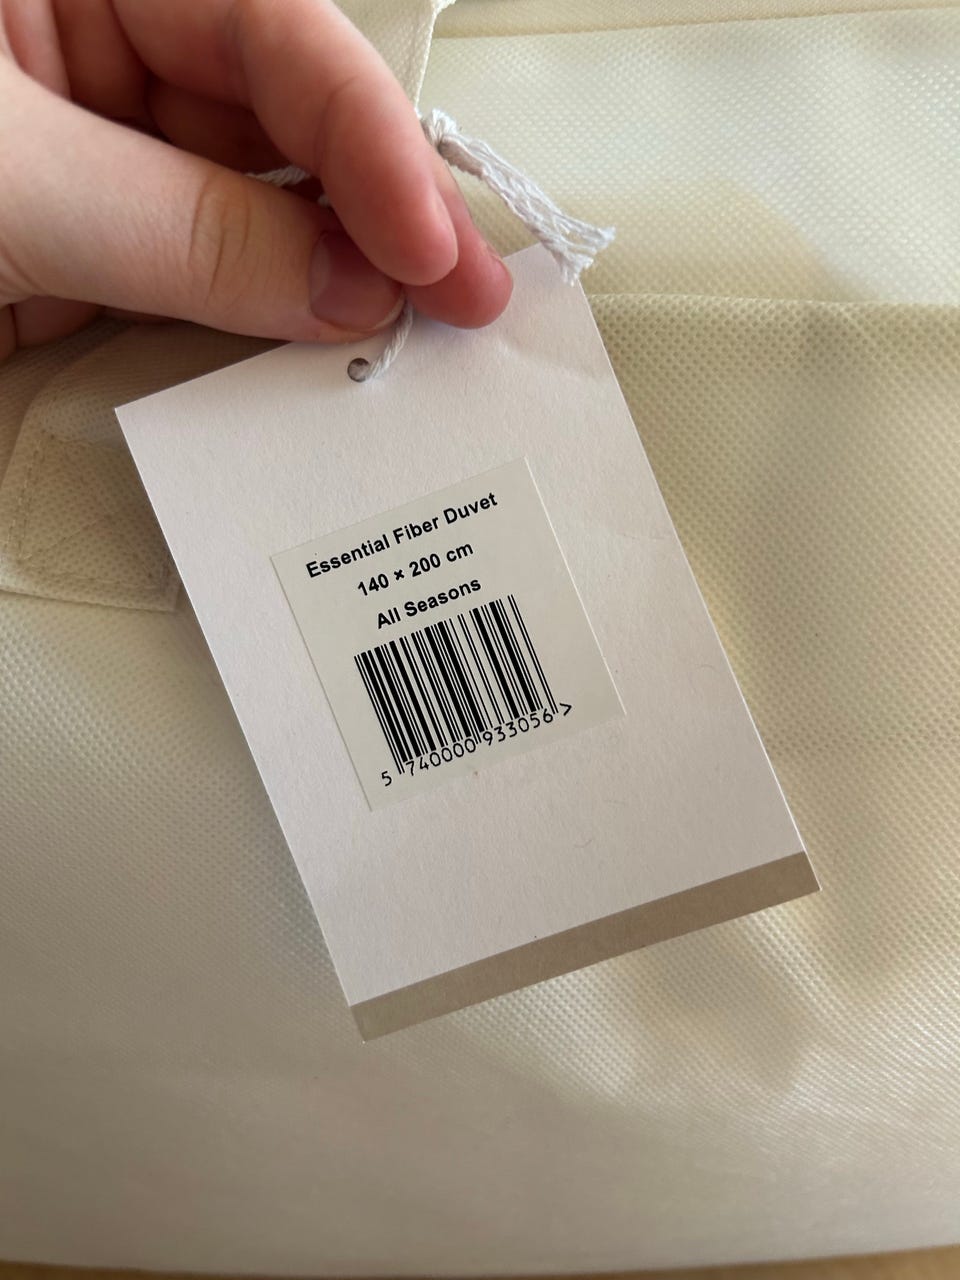 Essential Fiber Duvet
140 × 200 cm
All Seasons
5 740000 933056 >